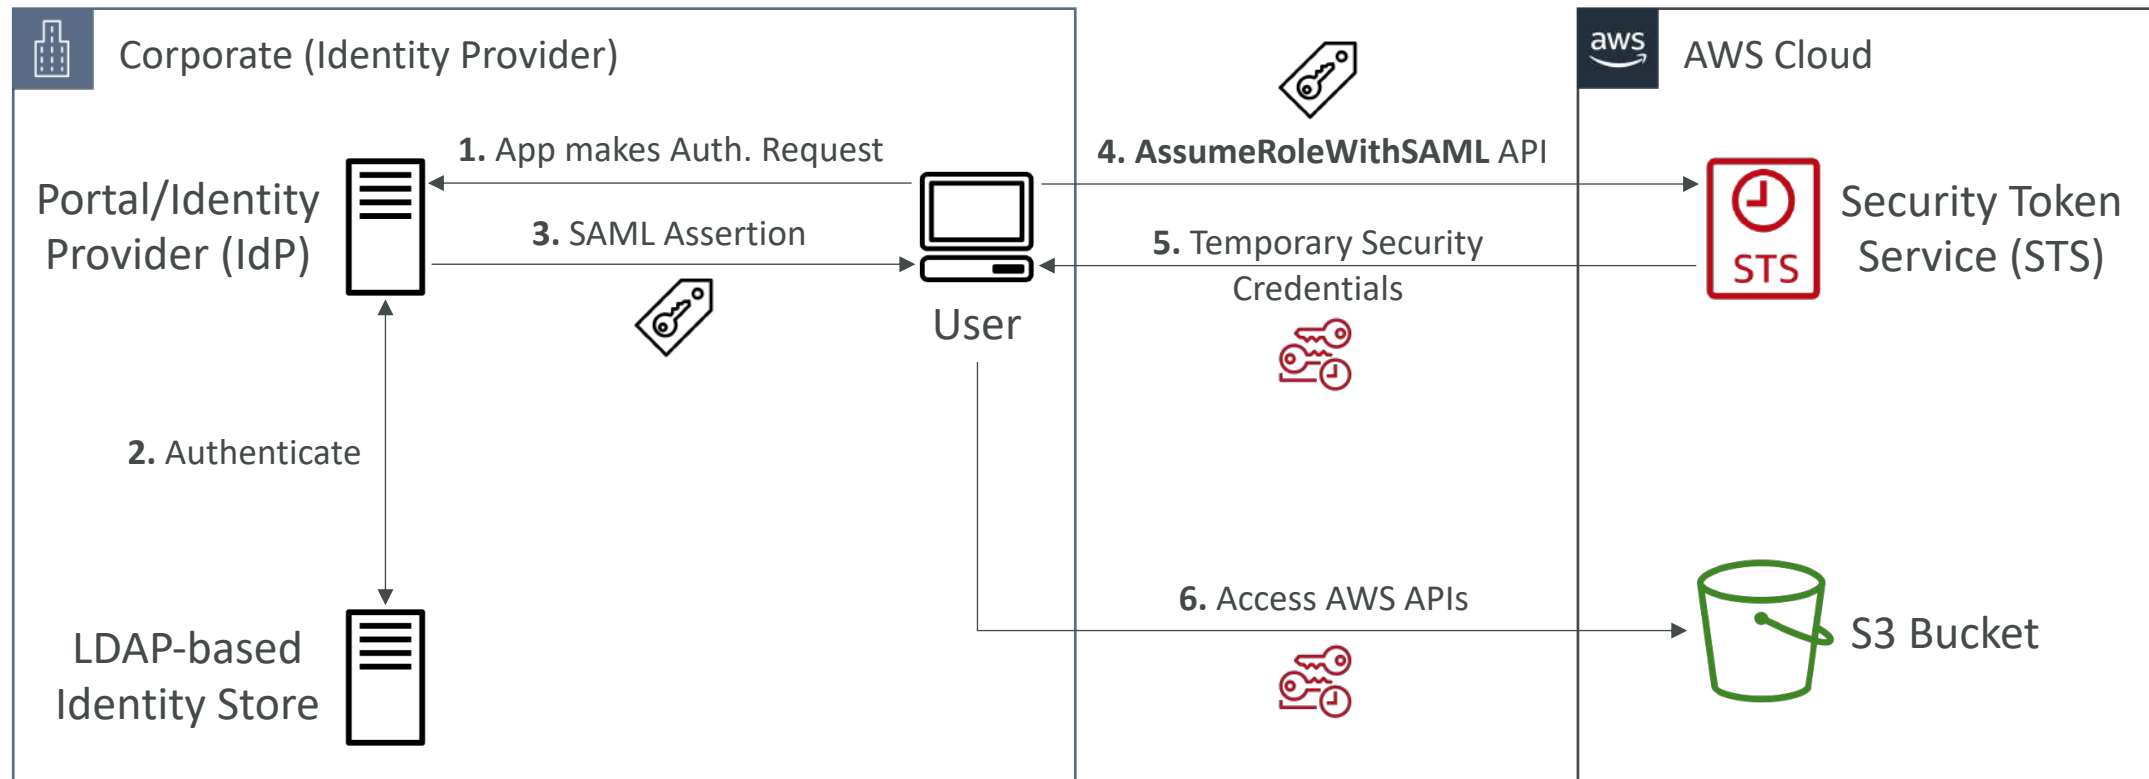 Corporate (Identity Provider)
aws
AWS Cloud
1. App makes Auth. Request
4. AssumeRoleWithSAML API
Portal/Identity
Provider (IdP)
3. SAML Assertion
5. Temporary Security
Credentials
STS
Security Token
Service (STS)
User
2. Authenticate
6. Access AWS APIs
LDAP-based
Identity Store
S3 Bucket